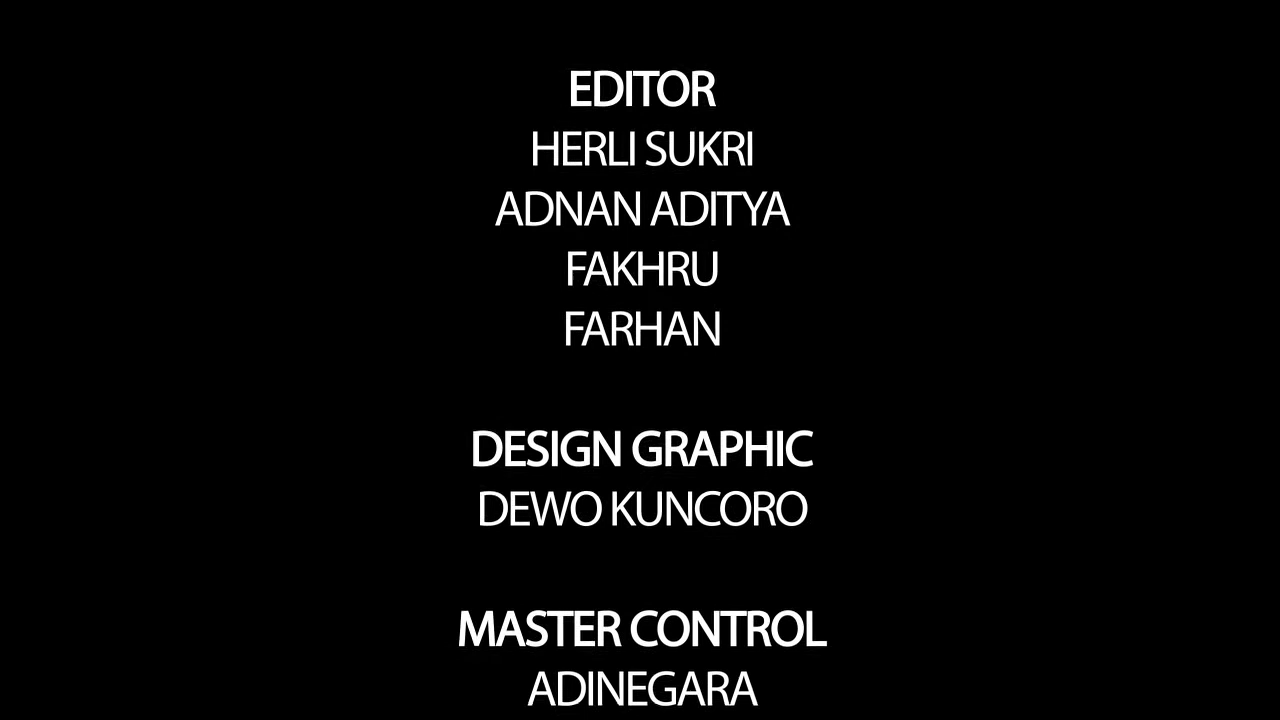 EDITOR
HERLI SUKRI
ADNAN ADITYA
FAKHRU
FARHAN
DESIGN GRAPHIC
DEWO KUNCORO
MASTER CONTROL
ADINEGARA